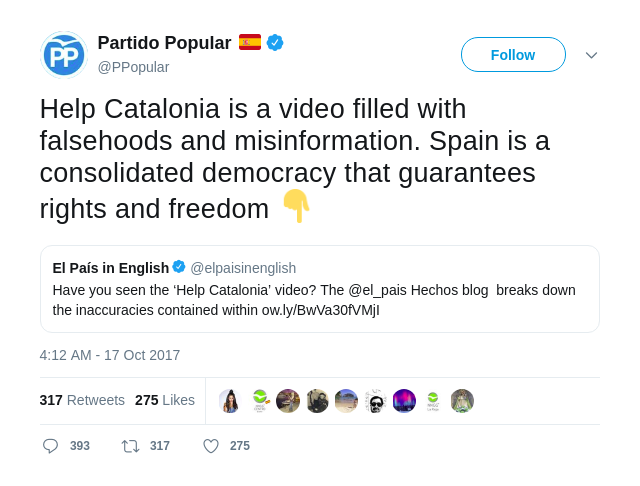 PP
Partido Popular
@PPopular
Follow
Help Catalonia is a video filled with
falsehoods and misinformation. Spain is a
consolidated democracy that guarantees
rights and freedom 👇
El País in English @elpaisinenglish
Have you seen the ‘Help Catalonia’ video? The @el_pais Hechos blog  breaks down
the inaccuracies contained within ow.ly/BwVa30fVMjI
4:12 AM - 17 Oct 2017
317 Retweets 275 Likes
393 317 275